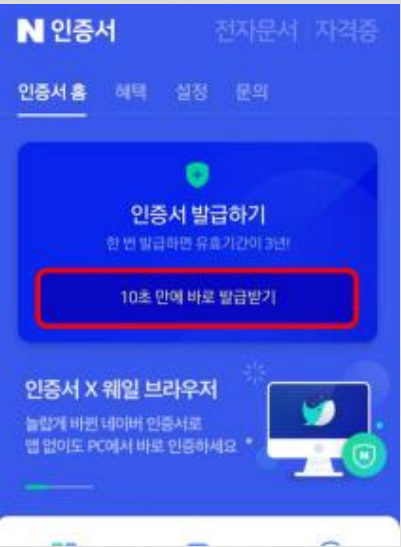 N 인증서 전자문서 자격증
인증서 홈 혜택 설정 문의
인증서 발급하기
한 번 발급하면 유효기간이 3년!
10초 만에 바로 발급받기
인증서 X 웨일 브라우저
놀랍게 바뀐 네이버 인증서로
앱 없이도 PC에서 바로 인증하세요
N